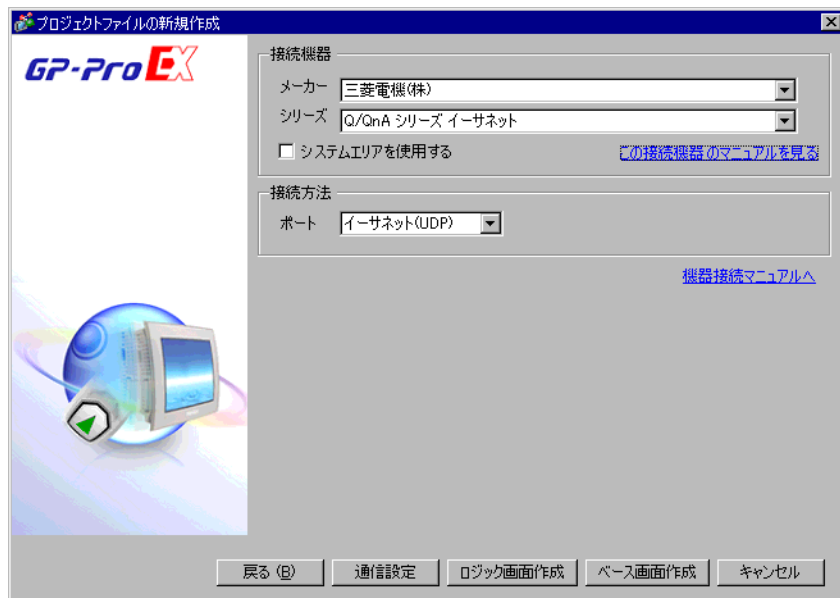 プロジェクトファイルの新規作成
GP-Pro EX
接続機器
メーカー 三菱電機(株)
シリーズ Q/QnA シリーズ イーサネット
システムエリアを使用する この接続機器のマニュアルを見る
接続方法
ポート イーサネット(UDP)
機器接続マニュアルへ
戻る (B) 通信設定 ロジック画面作成 ベース画面作成 キャンセル